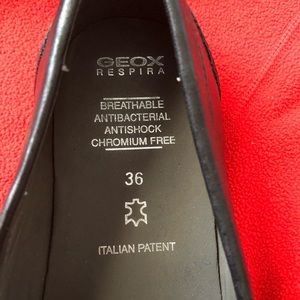 GEOX
RESPIRA
BREATHABLE
ANTIBACTERIAL
ANTISHOCK
CHROMIUM FREE
36
ITALIAN PATENT